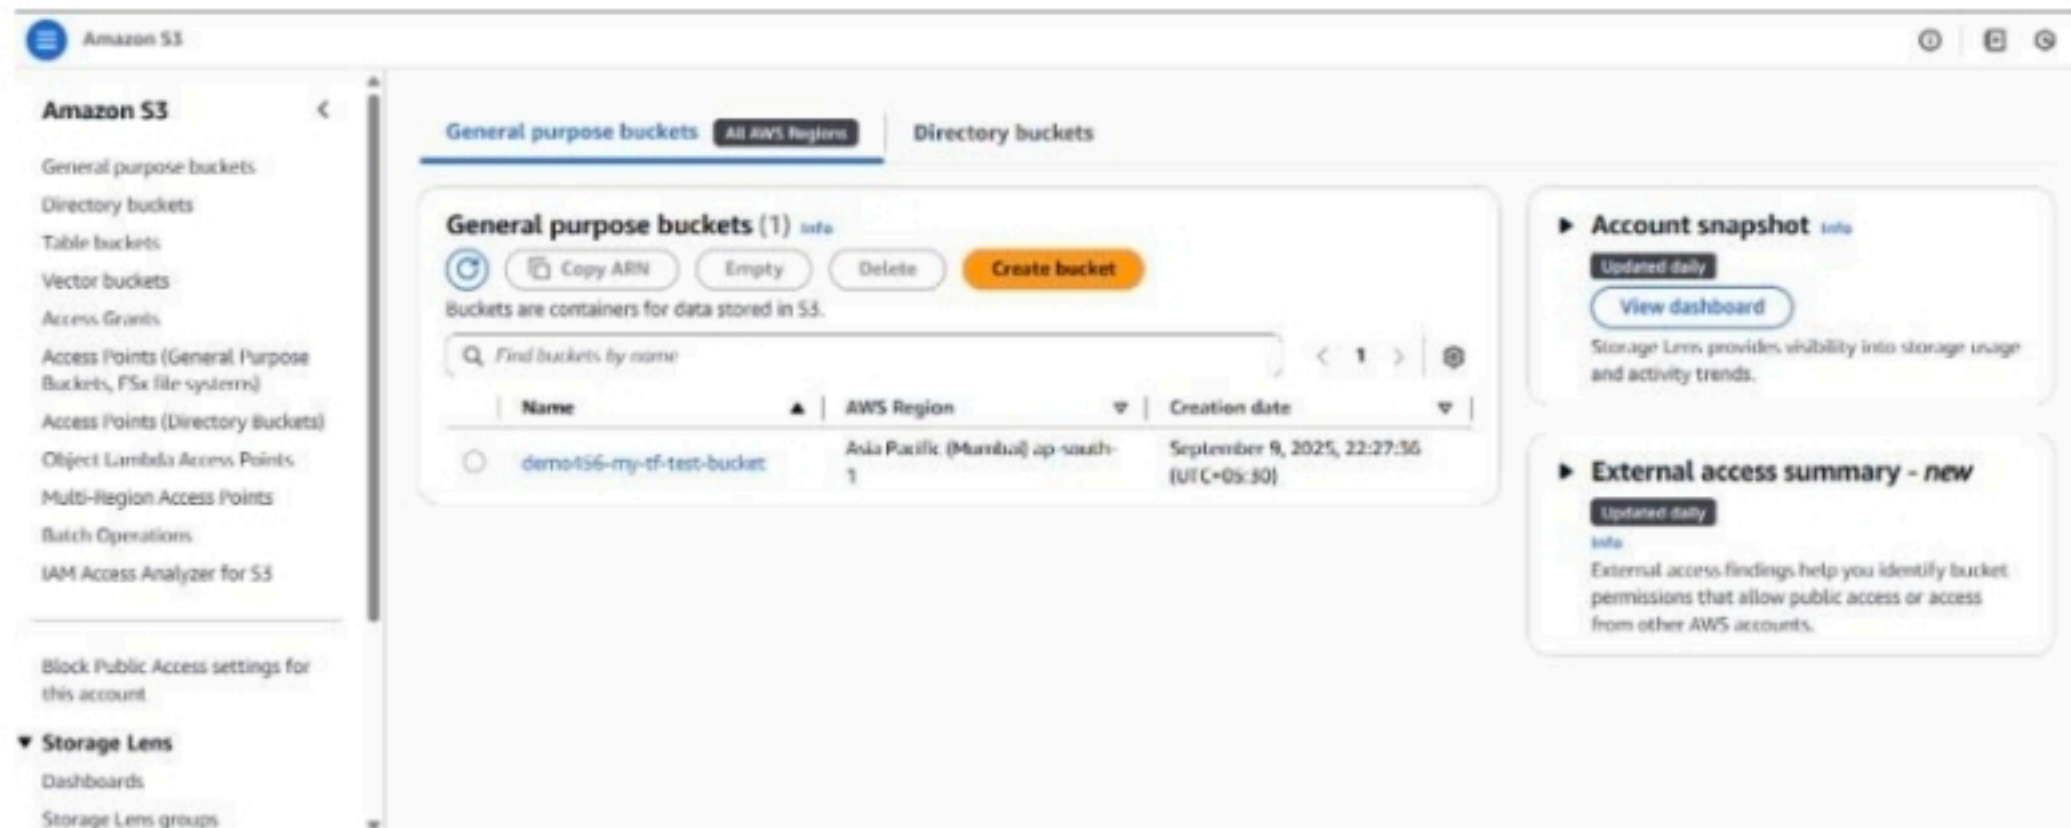 Amazon S3
Amazon S3
General purpose buckets
Directory buckets
Table buckets
Vector buckets
Access Grants
Access Points (General Purpose
Buckets, FSx file systems)
Access Points (Directory Buckets)
Object Lambda Access Points
Multi-Region Access Points
Batch Operations
IAM Access Analyzer for S3
Block Public Access settings for
this account
Storage Lens
Dashboards
Storage Lens groups
General purpose buckets All AWS Regions Directory buckets
General purpose buckets (1) Info
Copy ARN Empty Delete Create bucket
Buckets are containers for data stored in S3.
Find buckets by name 1
Name AWS Region Creation date
demo456-my-tf-test-bucket Asia Pacific (Mumbai) ap-south-1 September 9, 2025, 22:27:36
(UTC+05:30)
Account snapshot Info
Updated daily
View dashboard
Storage Lens provides visibility into storage usage
and activity trends.
External access summary - new
Updated daily
Info
External access findings help you identify bucket
permissions that allow public access or access
from other AWS accounts.